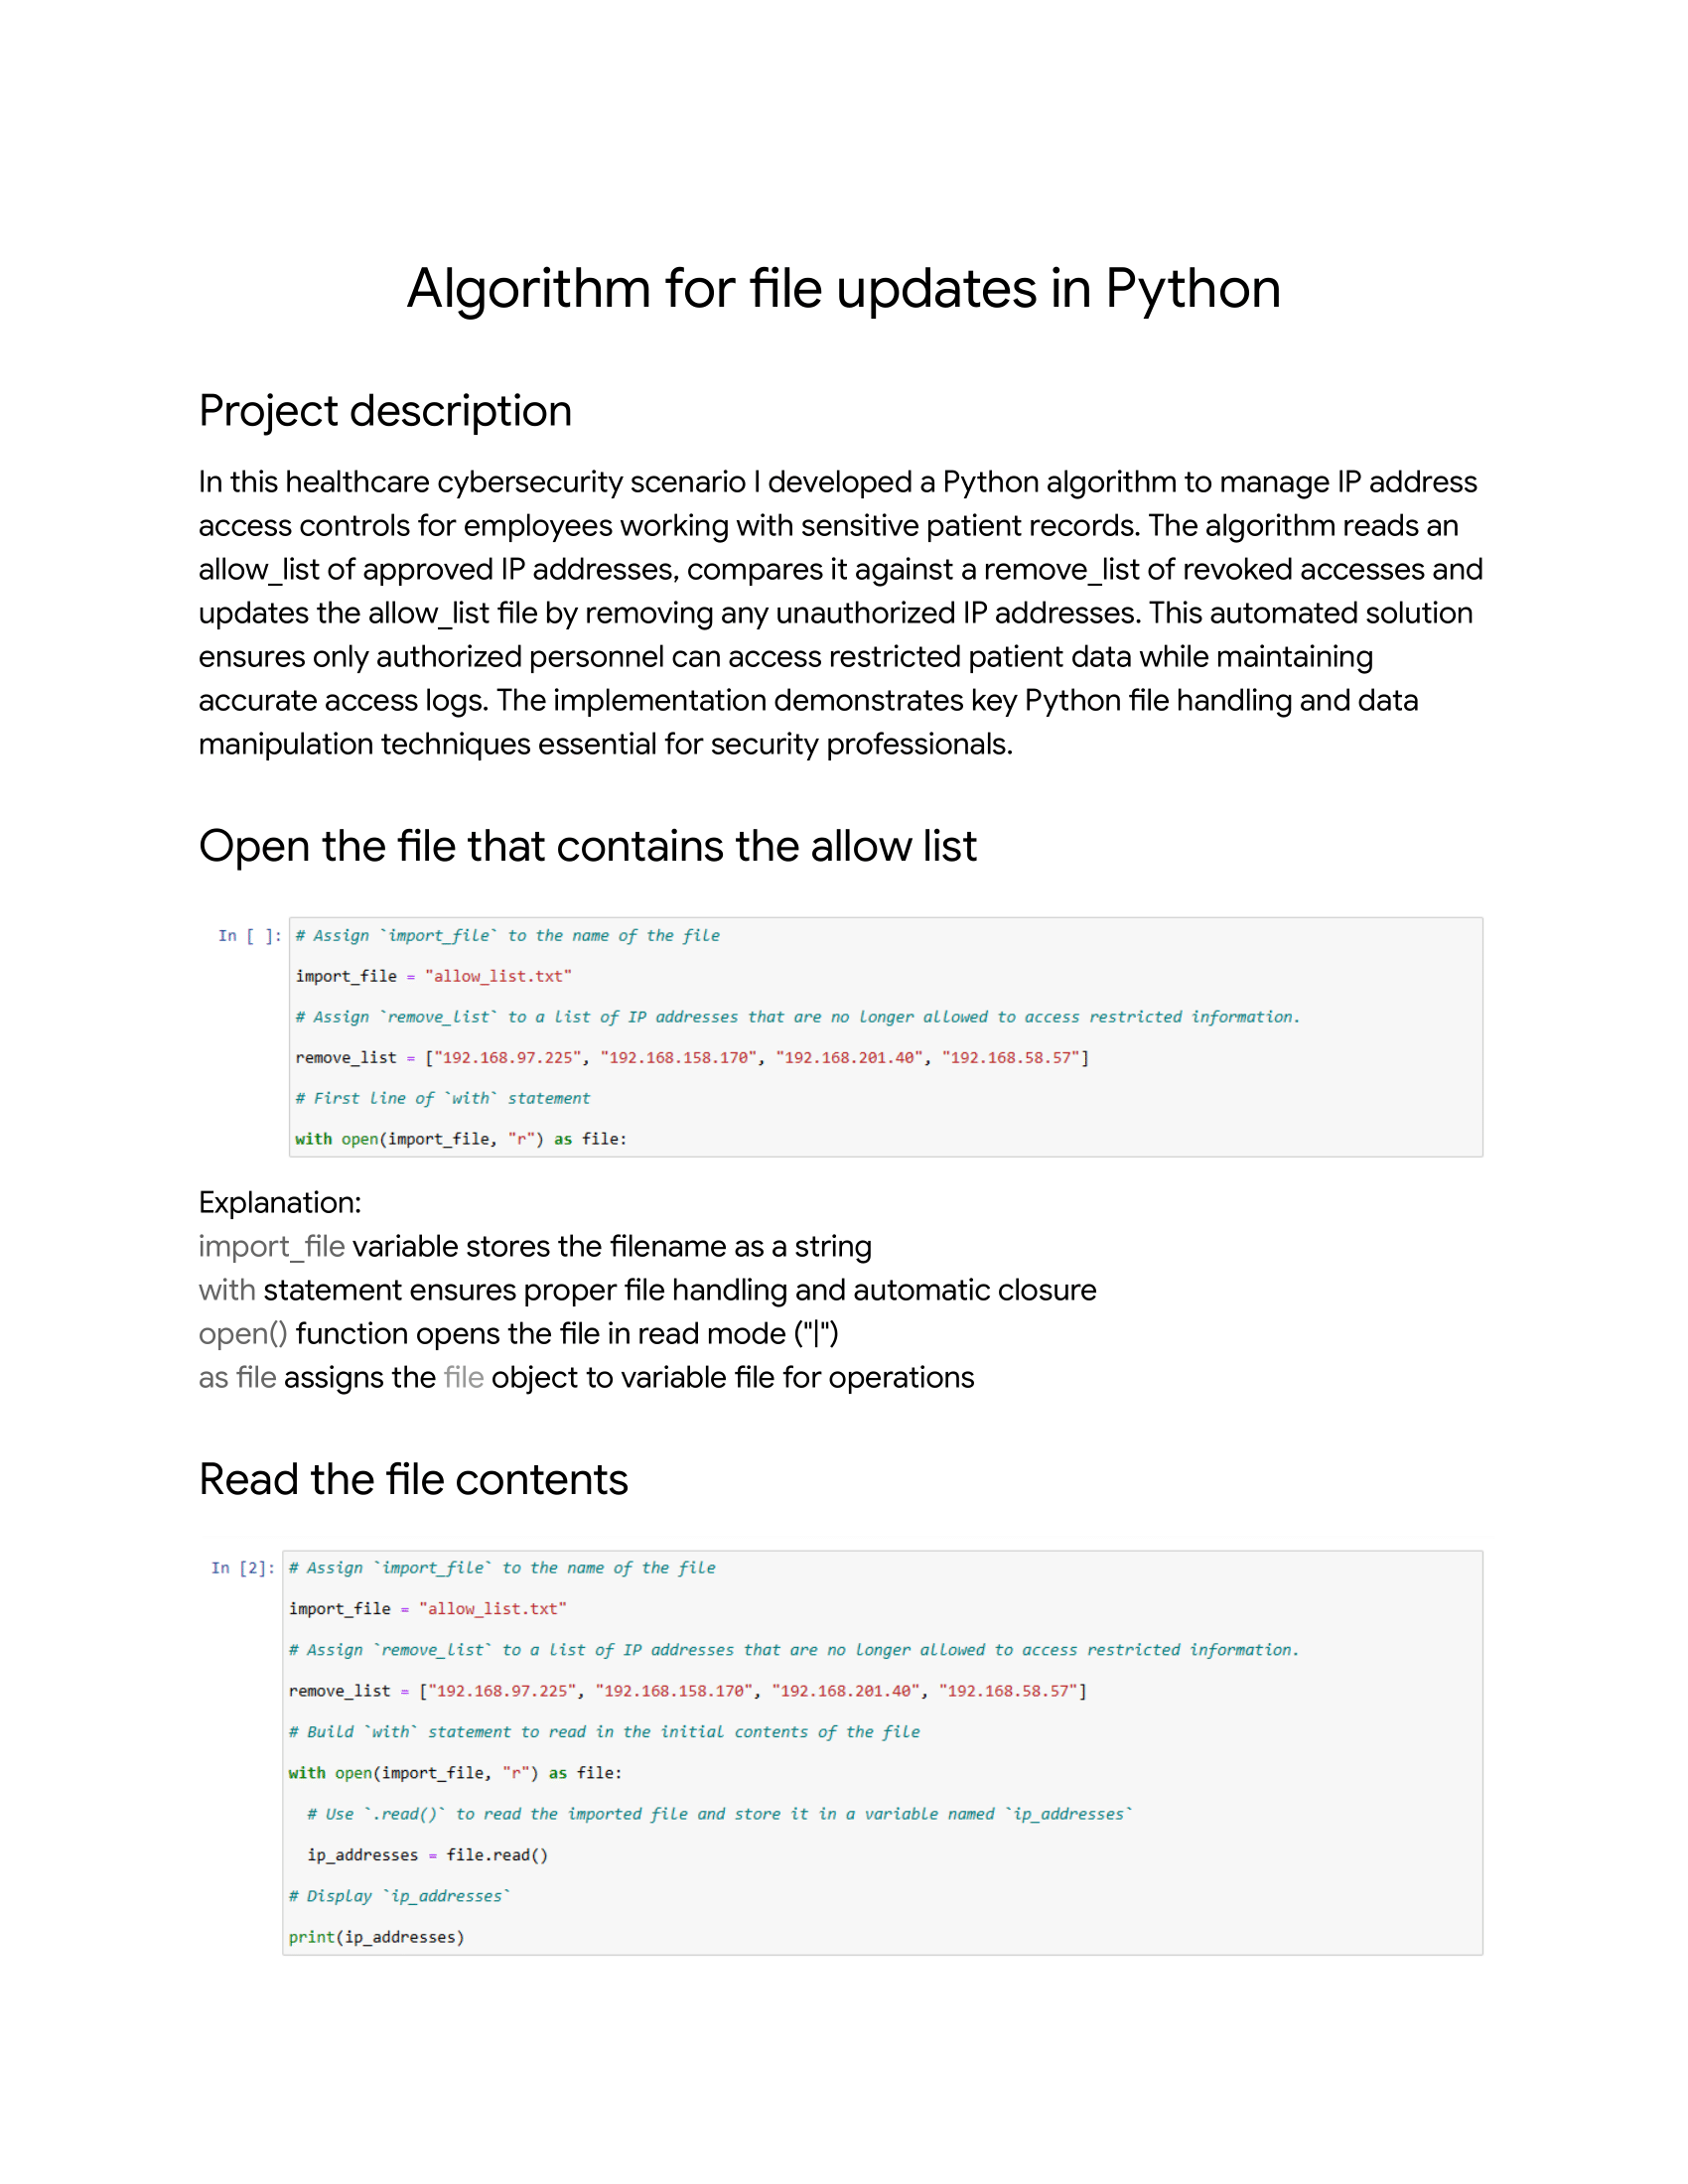 Algorithm for file updates in Python
Project description
In this healthcare cybersecurity scenario I developed a Python algorithm to manage IP address
access controls for employees working with sensitive patient records. The algorithm reads an
allow_list of approved IP addresses, compares it against a remove_list of revoked accesses and
updates the allow_list file by removing any unauthorized IP addresses. This automated solution
ensures only authorized personnel can access restricted patient data while maintaining
accurate access logs. The implementation demonstrates key Python file handling and data
manipulation techniques essential for security professionals.
Open the file that contains the allow list
In [ ]: # Assign `import_file` to the name of the file
import_file = "allow_list.txt"
# Assign `remove_list` to a list of IP addresses that are no longer allowed to access restricted information.
remove_list = ["192.168.97.225", "192.168.158.170", "192.168.201.40", "192.168.58.57"]
# First line of `with` statement
with open(import_file, "r") as file:
Explanation:
import_file variable stores the filename as a string
with statement ensures proper file handling and automatic closure
open() function opens the file in read mode ("|")
as file assigns the file object to variable file for operations
Read the file contents
In [2]: # Assign `import_file` to the name of the file
import_file = "allow_list.txt"
# Assign `remove_list` to a list of IP addresses that are no longer allowed to access restricted information.
remove_list = ["192.168.97.225", "192.168.158.170", "192.168.201.40", "192.168.58.57"]
# Build `with` statement to read in the initial contents of the file
with open(import_file, "r") as file:
# Use `.read()` to read the imported file and store it in a variable named `ip_addresses`
ip_addresses = file.read()
# Display `ip_addresses`
print(ip_addresses)